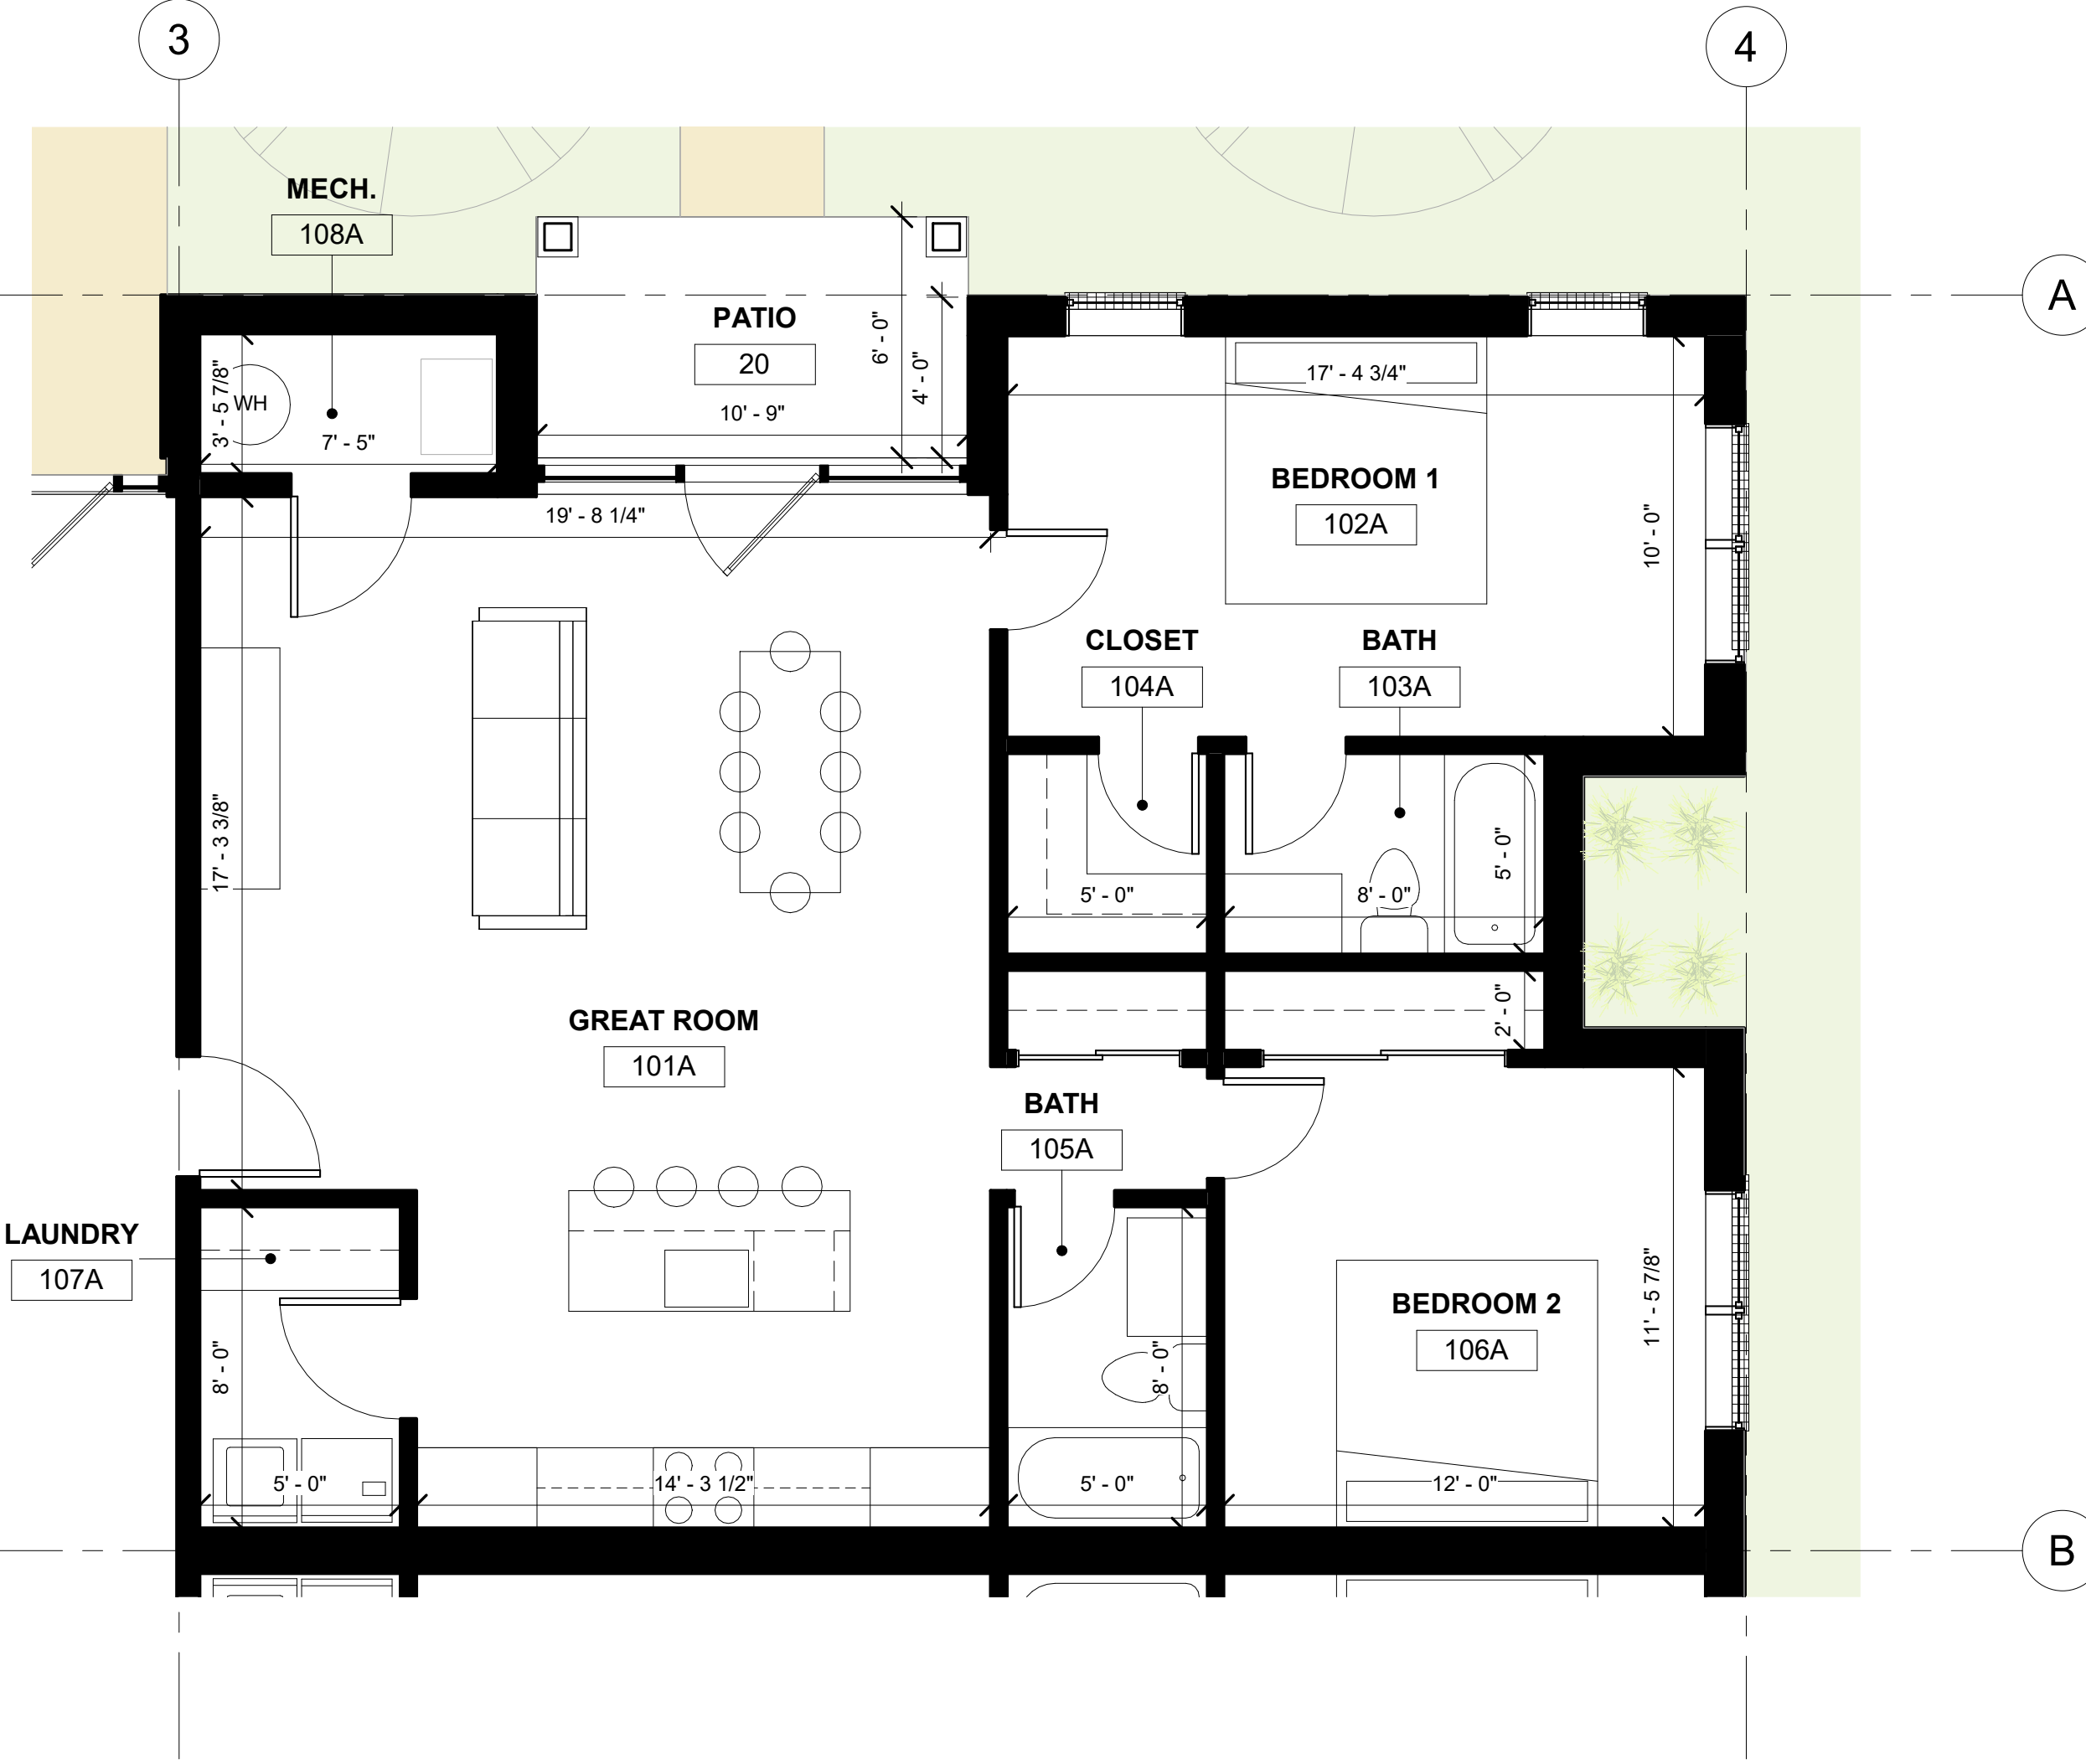 3
4
MECH.
108A
A
PATIO
20
6' - 0"
4' - 0"
10' - 9"
3' - 5 7/8"
WH
7' - 5"
17' - 4 3/4"
BEDROOM 1
102A
10' - 0"
19' - 8 1/4"
CLOSET
104A
BATH
103A
17' - 3 3/8"
5' - 0"
8' - 0"
5' - 0"
2' - 0"
GREAT ROOM
101A
BATH
105A
LAUNDRY
107A
8' - 0"
8' - 0"
BEDROOM 2
106A
11' - 5 7/8"
5' - 0"
14' - 3 1/2"
5' - 0"
12' - 0"
B